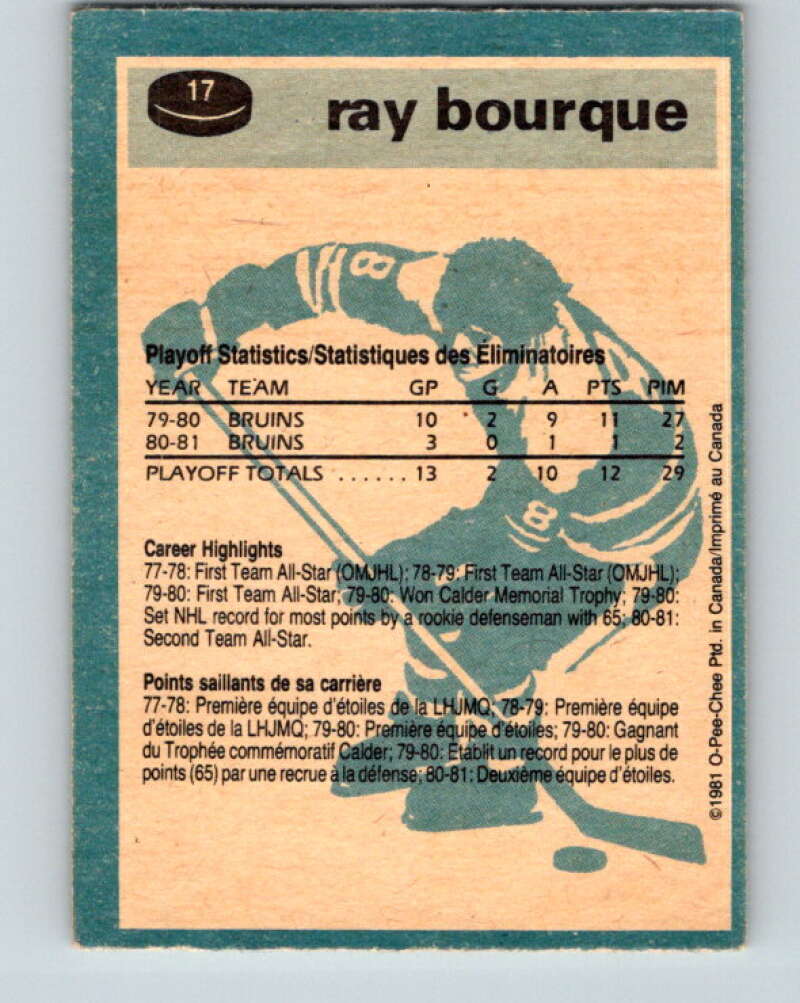 17
ray bourque
8
Playoff Statistics/Statistiques des Éliminatoires
YEAR TEAM GP G A PTS PIM
79-80 BRUINS 10 2 9 11 27
80-81 BRUINS 3 0 1 1 2
PLAYOFF TOTALS ...... 13 2 10 12 29
8
Career Highlights
77-78: First Team All-Star (OMJHL); 78-79: First Team All-Star (OMJHL);
79-80: First Team All-Star; 79-80: Won Calder Memorial Trophy; 79-80:
Set NHL record for most points by a rookie defenseman with 65; 80-81:
Second Team All-Star.
Points saillants de sa carrière
77-78: Première équipe d'étoiles de la LHJMQ; 78-79: Première équipe
d'étoiles de la LHJMQ; 79-80: Première équipe d'étoiles; 79-80: Gagnant
du Trophée commémoratif Calder; 79-80: Etablit un record pour le plus de
points (65) par une recrue à la défense; 80-81: Deuxième équipe d'étoiles.
©1981 O-Pee-Chee Ptd. in Canada/Imprimé au Canada